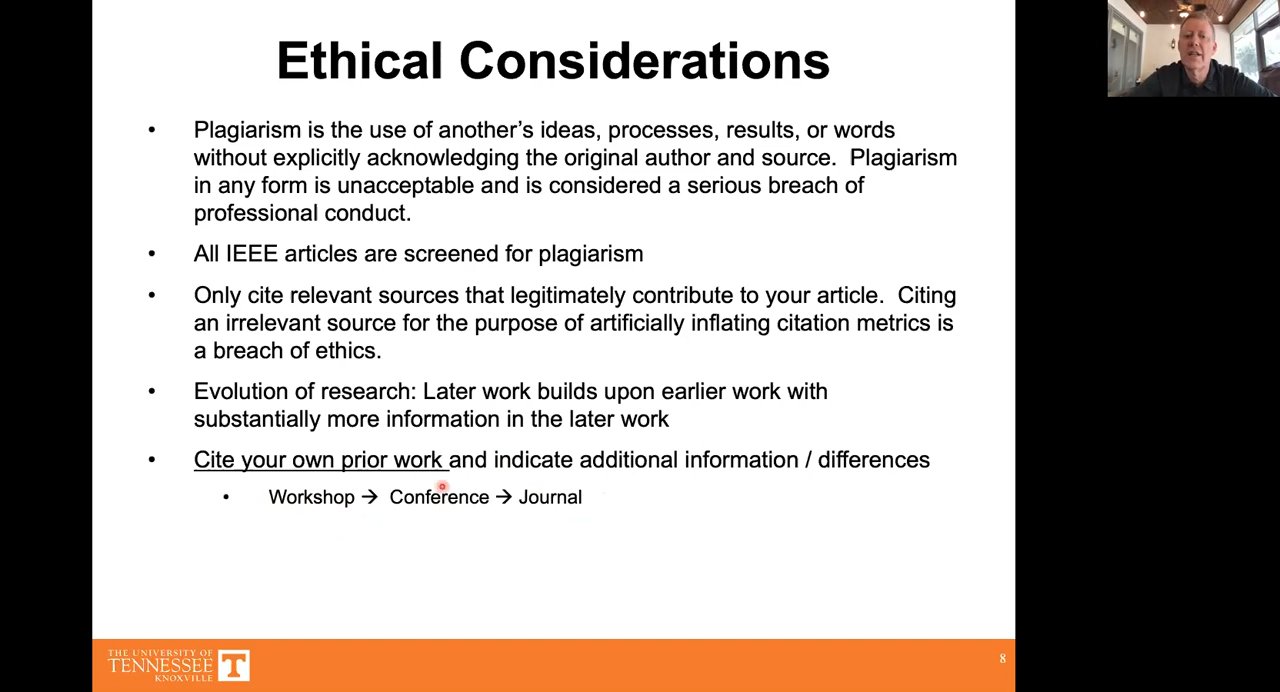 Ethical Considerations
• Plagiarism is the use of another’s ideas, processes, results, or words
without explicitly acknowledging the original author and source.  Plagiarism
in any form is unacceptable and is considered a serious breach of
professional conduct.
• All IEEE articles are screened for plagiarism
• Only cite relevant sources that legitimately contribute to your article.  Citing
an irrelevant source for the purpose of artificially inflating citation metrics is
a breach of ethics.
• Evolution of research: Later work builds upon earlier work with
substantially more information in the later work
• Cite your own prior work and indicate additional information / differences
• Workshop → Conference → Journal
THE UNIVERSITY OF
TENNESSEE
KNOXVILLE
T
8